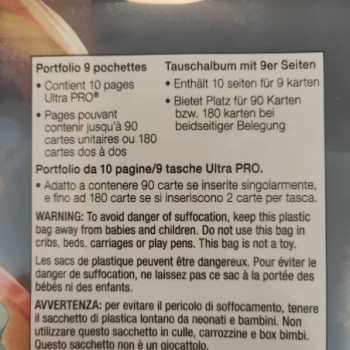 Portfolio 9 pochettes
• Contient 10 pages
Ultra PRO®
• Pages pouvant
contenir jusqu'à 90
cartes unitaires ou 180
cartes dos à dos
Tauschalbum mit 9er Seiten
• Enthält 10 seiten für 9 karten
• Bietet Platz für 90 Karten
bzw. 180 karten bei
beidseitiger Belegung
Portfolio da 10 pagine/9 tasche Ultra PRO.
• Adatto a contenere 90 carte se inserite singolarmente,
e fino ad 180 carte se si inseriscono 2 carte per tasca.
WARNING: To avoid danger of suffocation, keep this plastic
bag away from babies and children. Do not use this bag in
cribs, beds, carriages or play pens. This bag is not a toy.
Les sacs de plastique peuvent être dangereux. Pour éviter le
danger de suffocation, ne laissez pas ce sac à la portée des
bébés ni des enfants.
AVVERTENZA: per evitare il pericolo di soffocamento, tenere
il sacchetto di plastica lontano da neonati e bambini. Non
utilizzare questo sacchetto in culle, carrozzine e box bimbi.
Questo sacchetto non è un giocattolo.